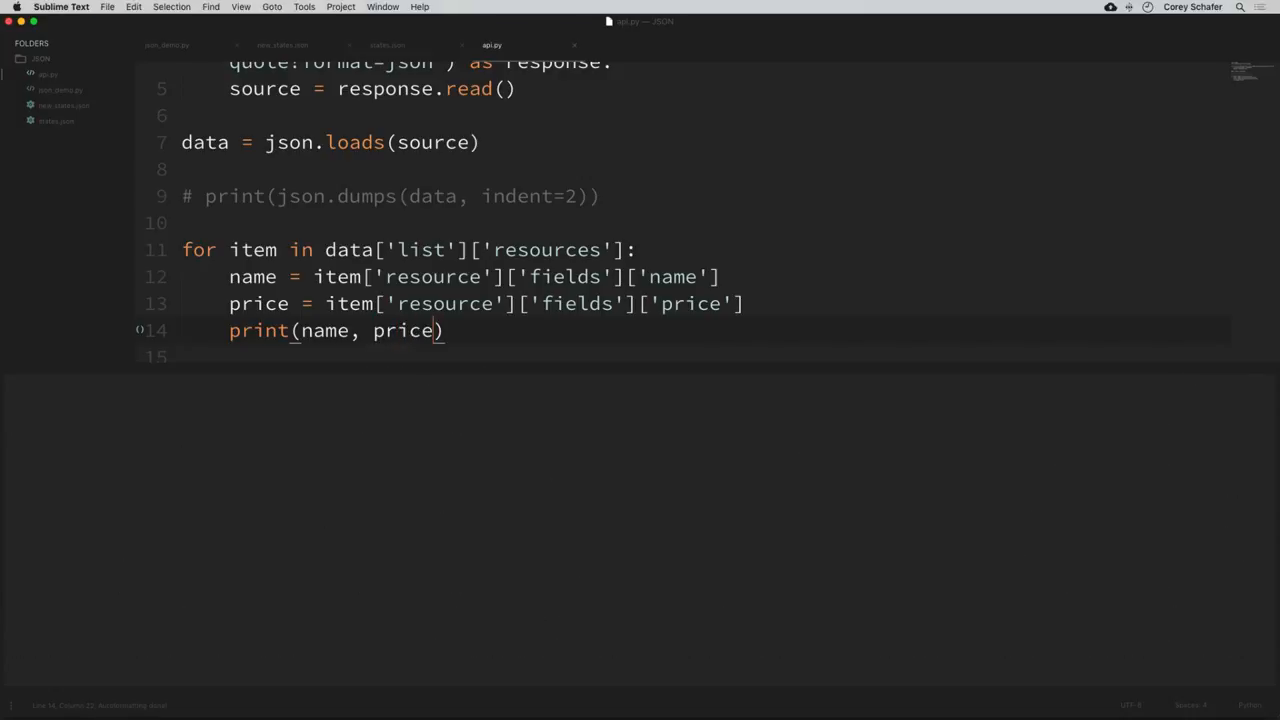 Sublime Text File Edit Selection Find View Goto Tools Project Window Help Corey Schafer
api.py — JSON
FOLDERS
JSON
api.py
json_demo.py
new_states.json
states.json
json_demo.py new_states.json states.json api.py
quote?format=json") as response:
5 source = response.read()
6
7 data = json.loads(source)
8
9 # print(json.dumps(data, indent=2))
10
11 for item in data['list']['resources']:
12 name = item['resource']['fields']['name']
13 price = item['resource']['fields']['price']
14 print(name, price)
15
Line 14, Column 23; UTF-8 Spaces: 4 Python